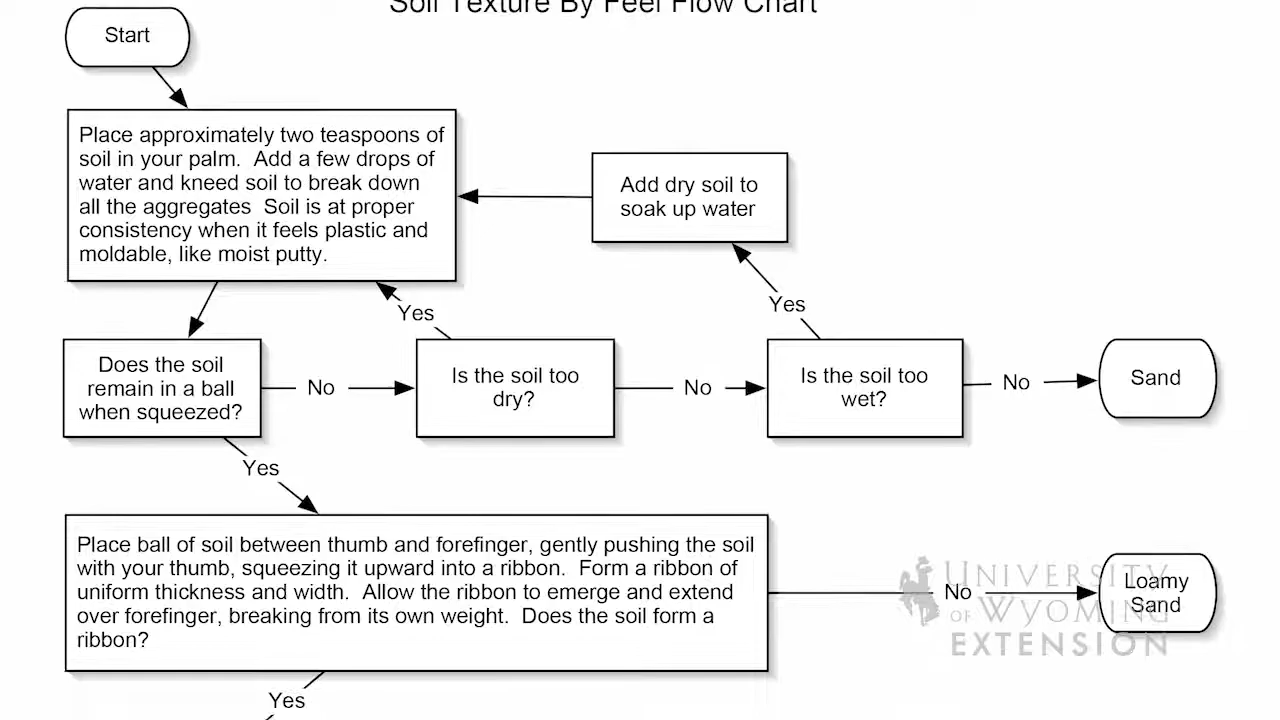 Soil Texture By Feel Flow Chart
Start
Place approximately two teaspoons of
soil in your palm. Add a few drops of
water and kneed soil to break down
all the aggregates Soil is at proper
consistency when it feels plastic and
moldable, like moist putty.
Add dry soil to
soak up water
Yes
Yes
Does the soil
remain in a ball
when squeezed?
No
Is the soil too
dry?
No
Is the soil too
wet?
No
Sand
Yes
Place ball of soil between thumb and forefinger, gently pushing the soil
with your thumb, squeezing it upward into a ribbon. Form a ribbon of
uniform thickness and width. Allow the ribbon to emerge and extend
over forefinger, breaking from its own weight. Does the soil form a
ribbon?
No
Loamy
Sand
UNIVERSITY
OF WYOMING
EXTENSION
Yes